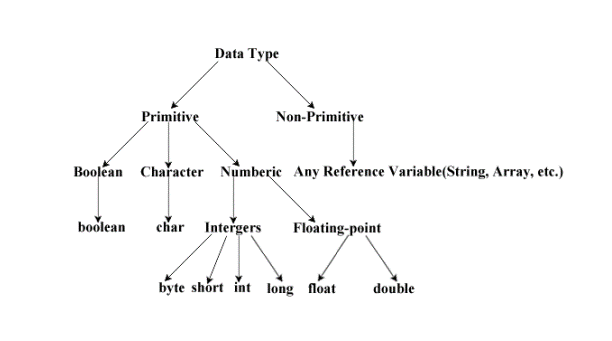 Data Type
Primitive Non-Primitive
Boolean Character Numberic Any Reference Variable(String, Array, etc.)
boolean char Intergers Floating-point
byte short int long float double